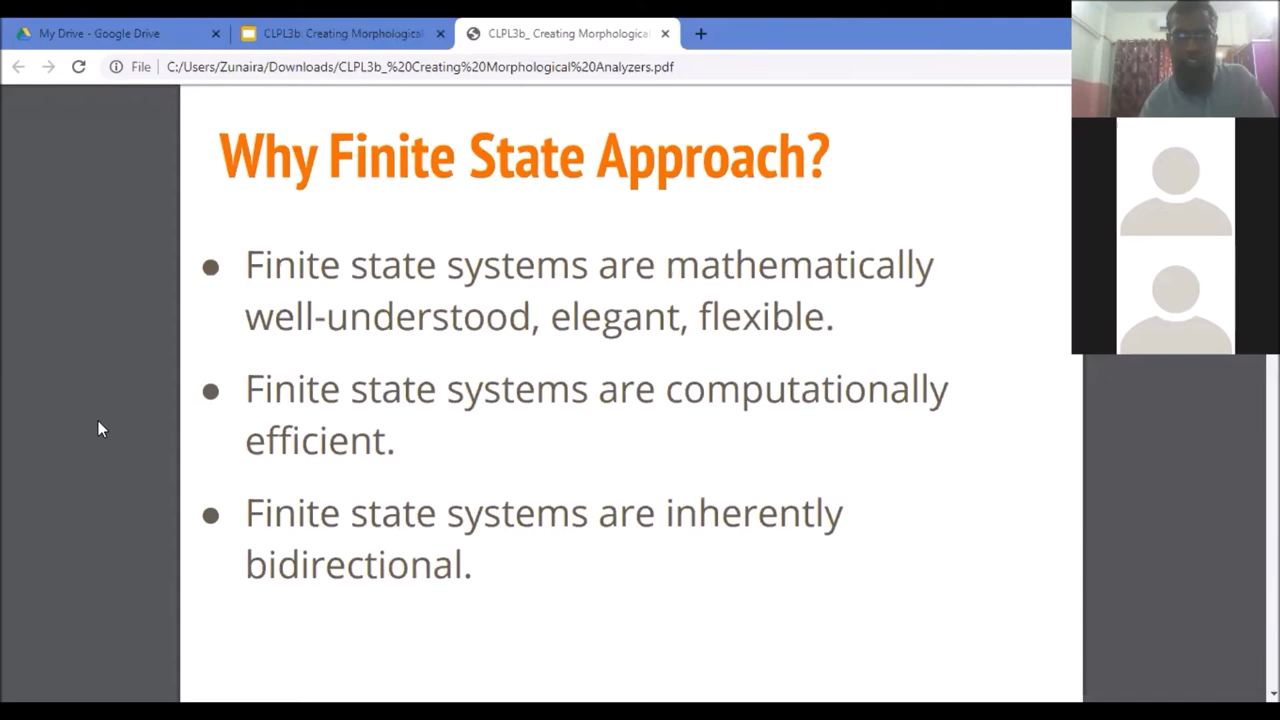 My Drive - Google Drive
CLPL3b Creating Morphological
CLPL3b_ Creating Morphologica
File
C:/Users/Zunaira/Downloads/CLPL3b_%20Creating%20Morphological%20Analyzers.pdf
Why Finite State Approach?
● Finite state systems are mathematically
well-understood, elegant, flexible.
● Finite state systems are computationally
efficient.
● Finite state systems are inherently
bidirectional.